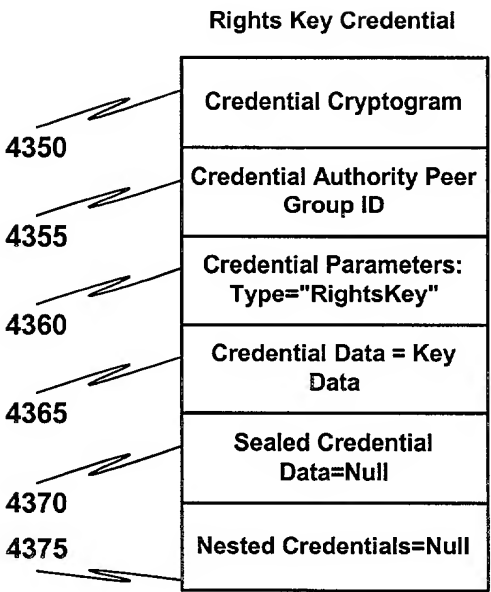 Rights Key Credential
Credential Cryptogram
4350
Credential Authority Peer
Group ID
4355
Credential Parameters:
Type="RightsKey"
4360
Credential Data = Key
Data
4365
Sealed Credential
Data=Null
4370
Nested Credentials=Null
4375